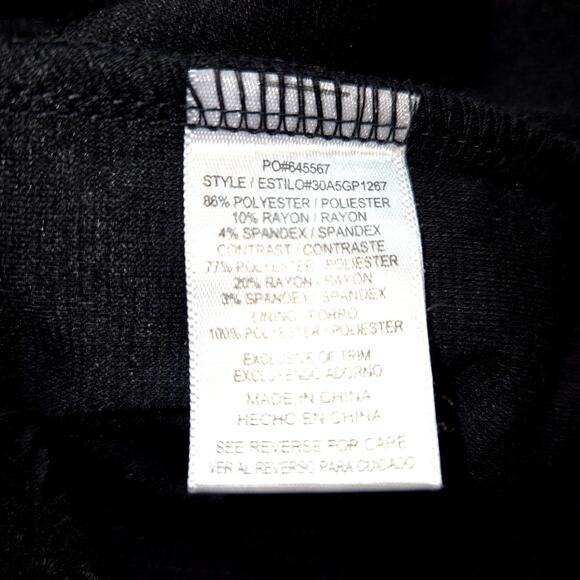 PO#645567
STYLE / ESTILO#30A5GP1267
86% POLYESTER / POLIESTER
10% RAYON / RAYON
4% SPANDEX / SPANDEX
CONTRAST / CONTRASTE
77% POLYESTER / POLIESTER
20% RAYON / RAYON
3% SPANDEX / SPANDEX
LINING / FORRO
100% POLYESTER / POLIESTER
EXCLUSIVE OF TRIM
EXCLUYENDO ADORNO
MADE IN CHINA
HECHO EN CHINA
SEE REVERSE FOR CARE
VER AL REVERSO PARA CUIDADO